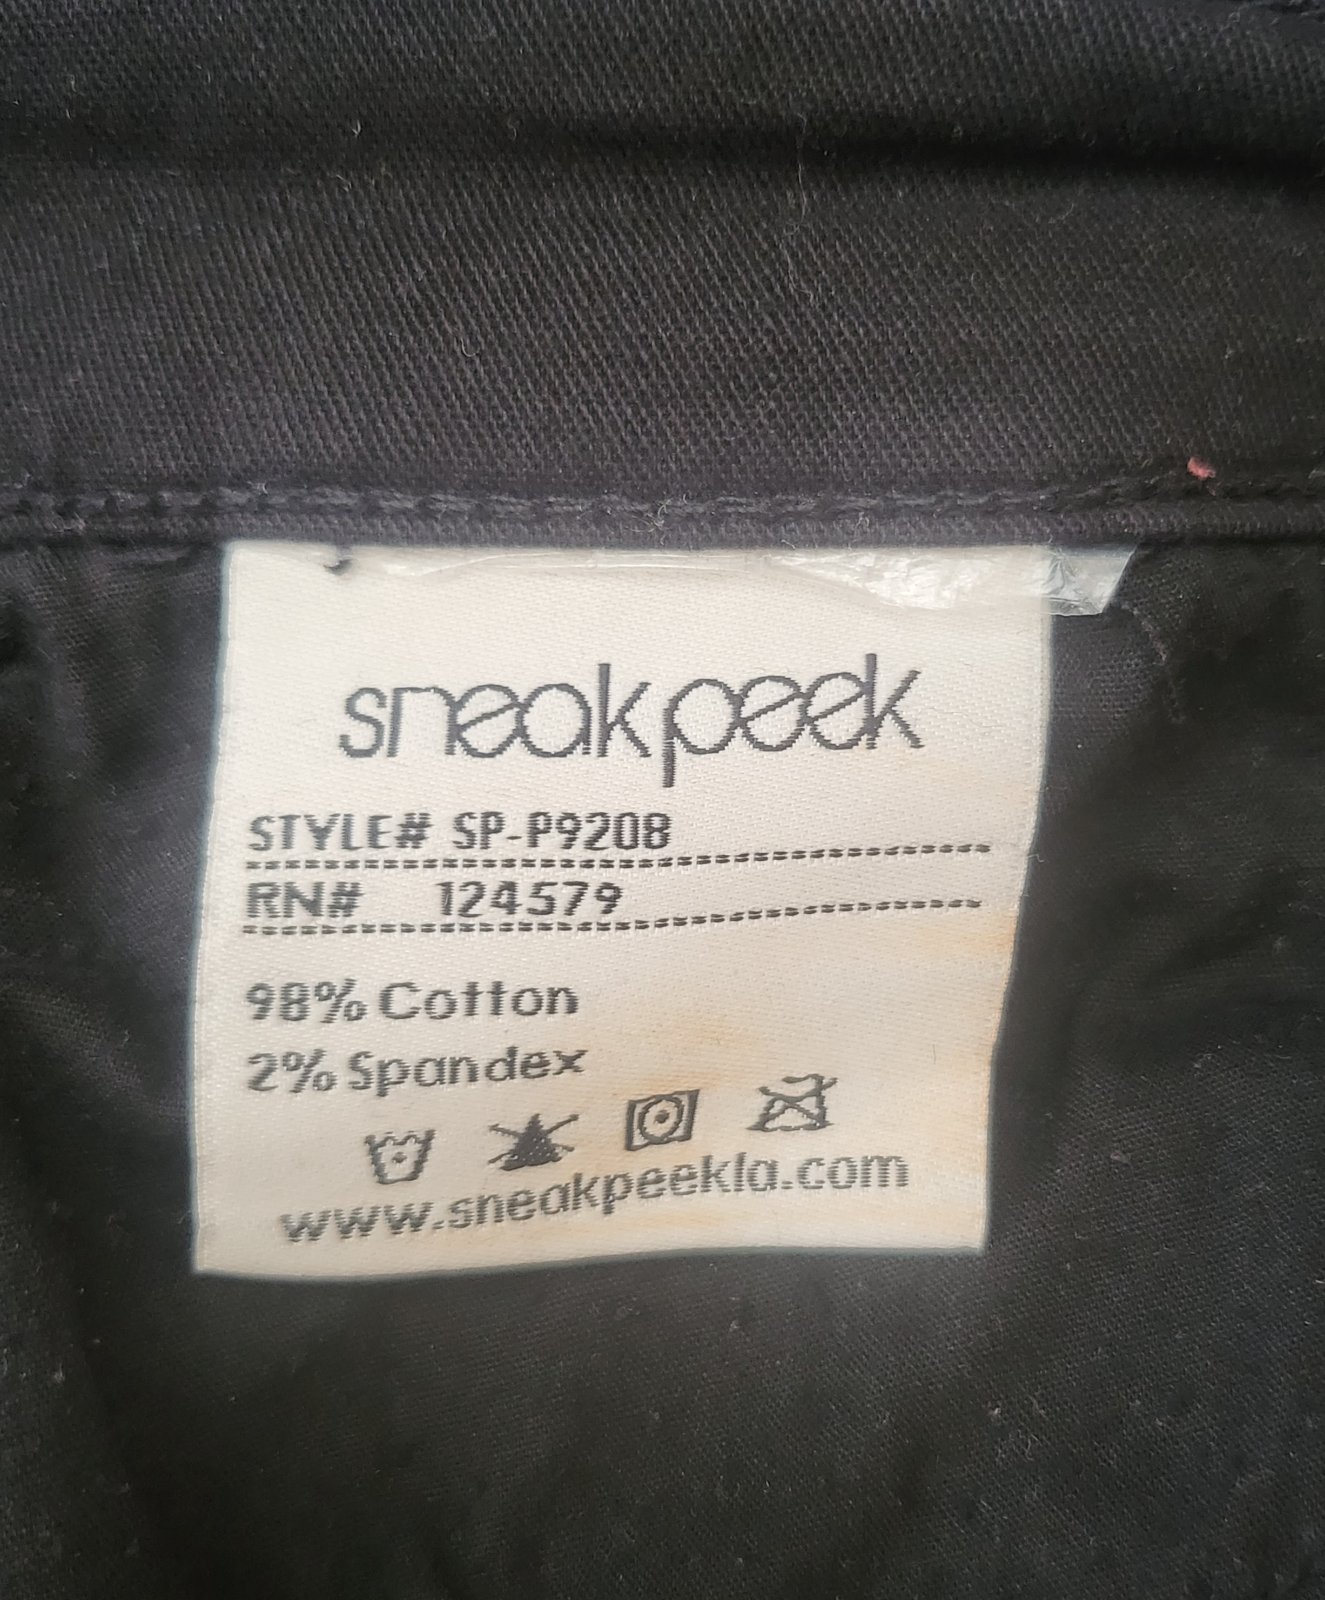 sneakpeek
STYLE# SP-P9208
RN# 124579
98% Cotton
2% Spandex
www.sneakpeekla.com